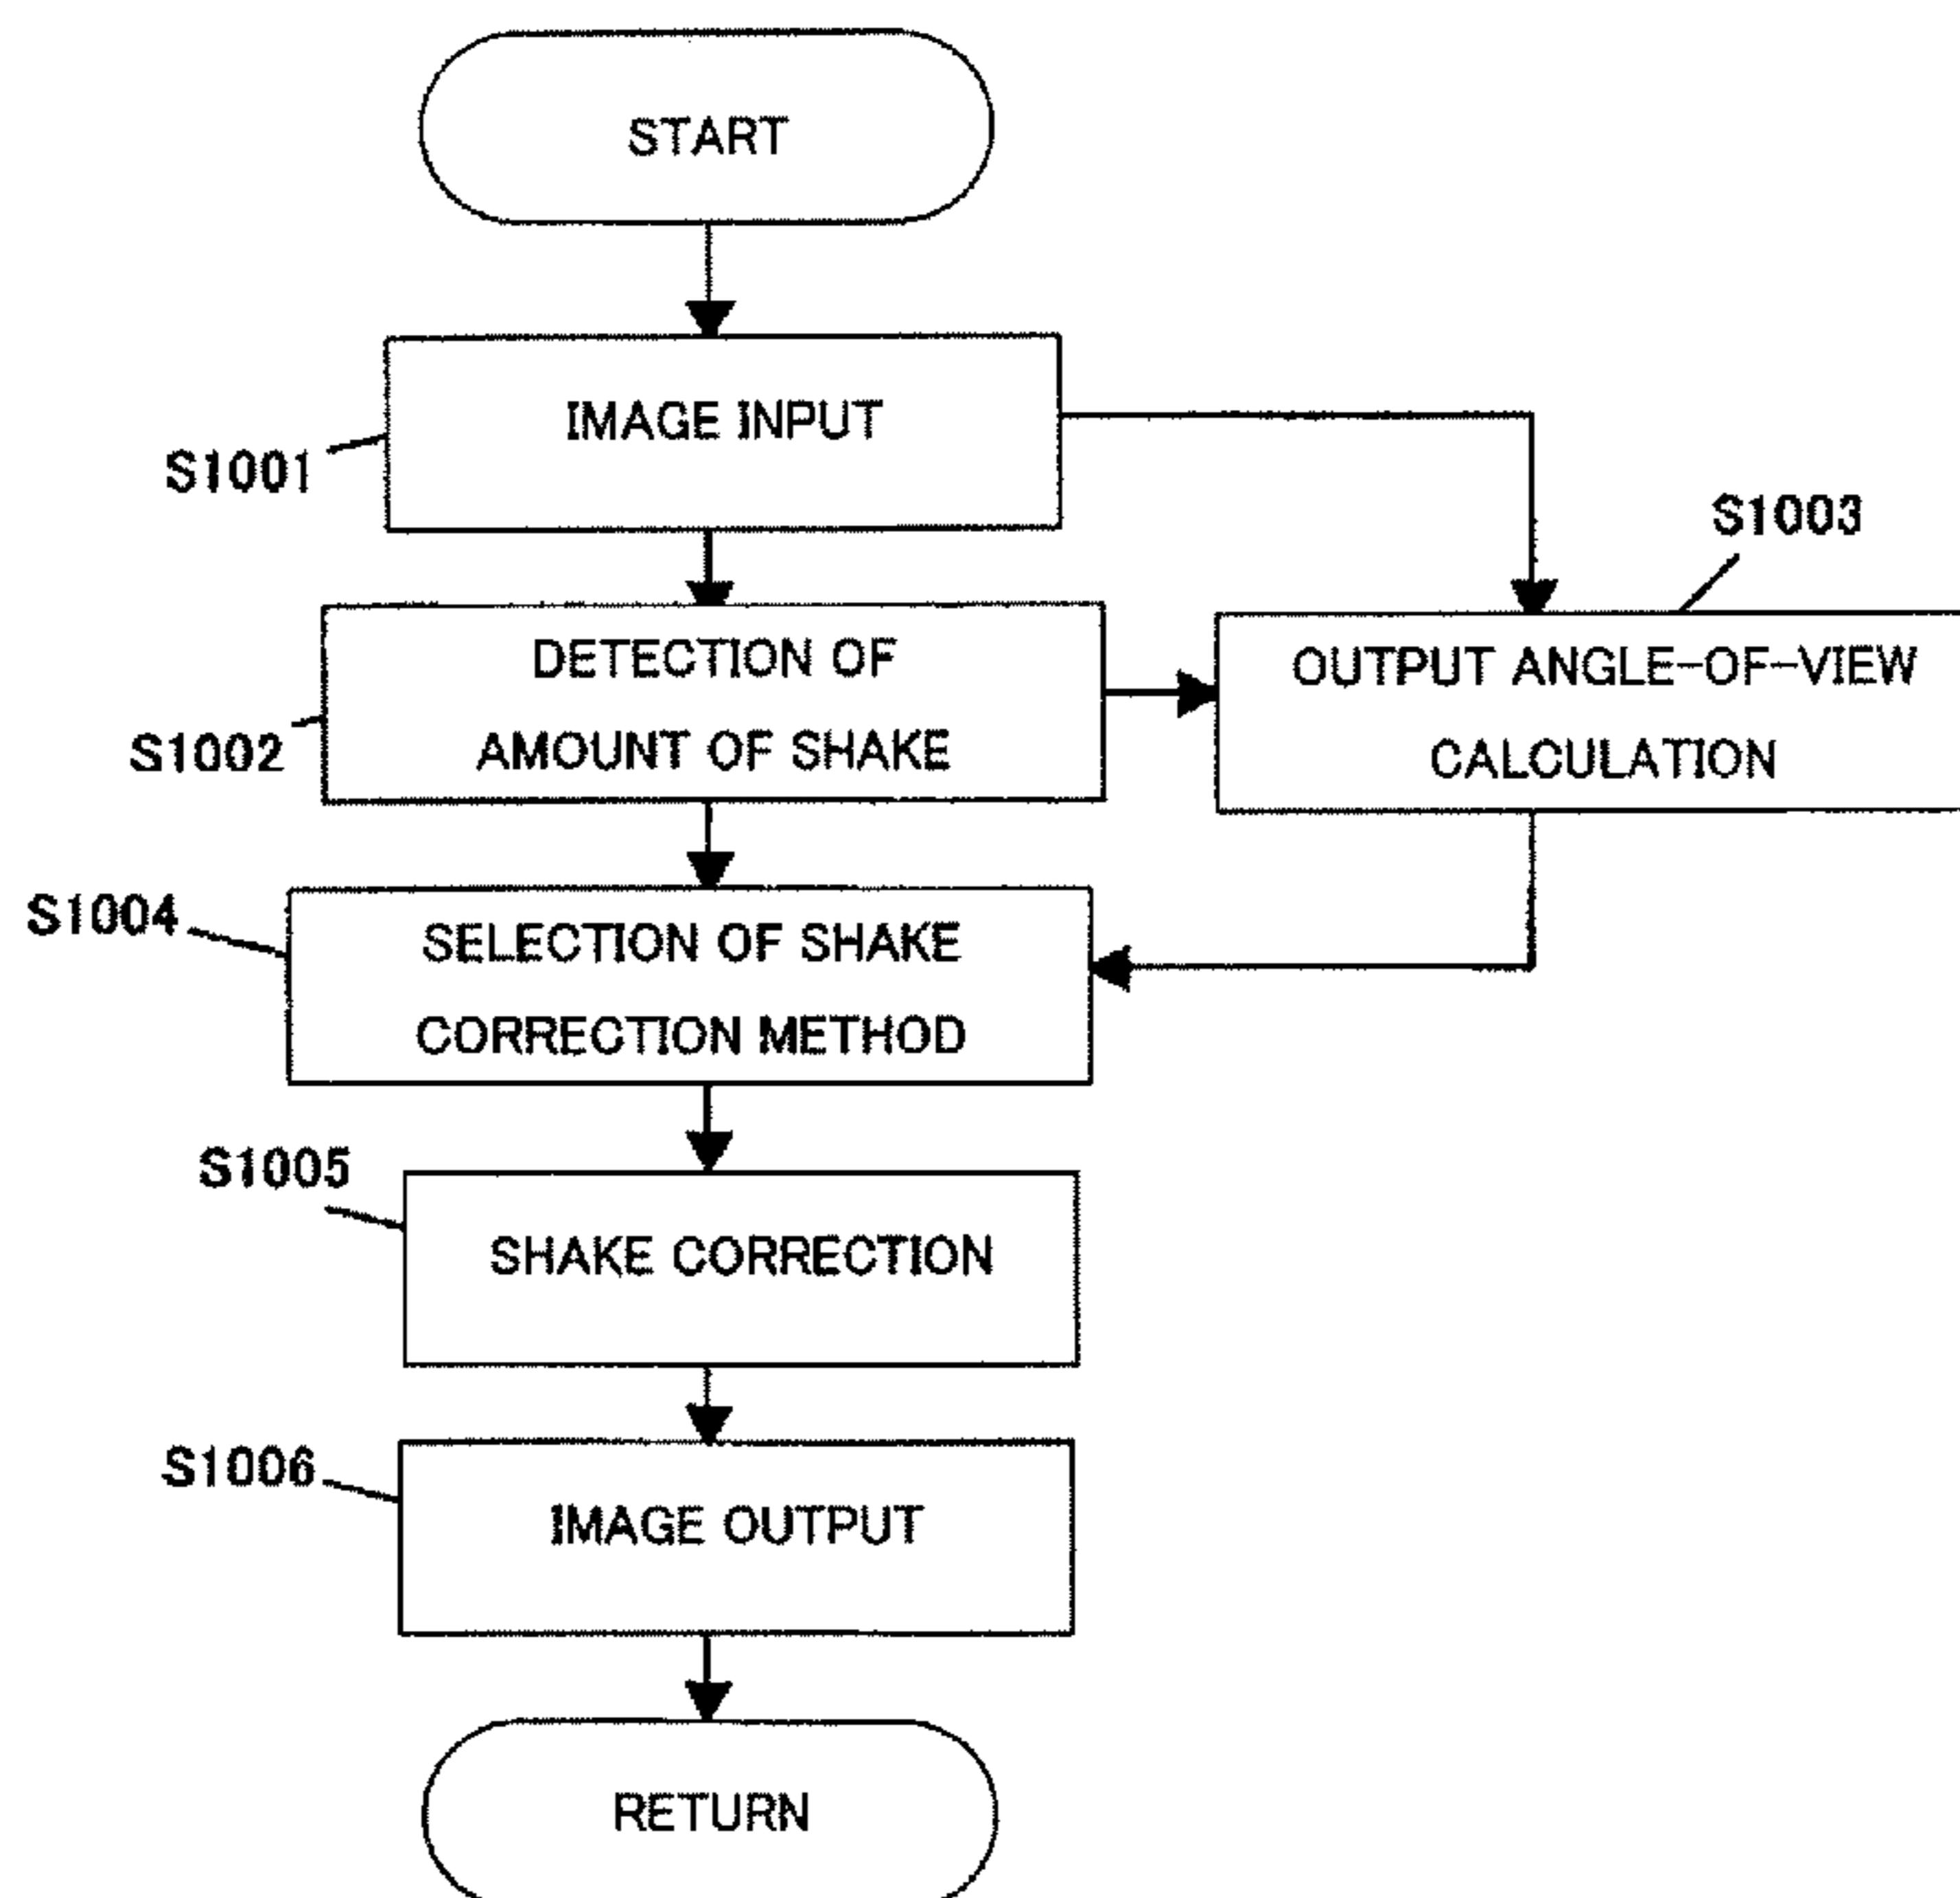 START
IMAGE INPUT
S1001
S1003
DETECTION OF
AMOUNT OF SHAKE
S1002
OUTPUT ANGLE-OF-VIEW
CALCULATION
S1004
SELECTION OF SHAKE
CORRECTION METHOD
S1005
SHAKE CORRECTION
S1006
IMAGE OUTPUT
RETURN